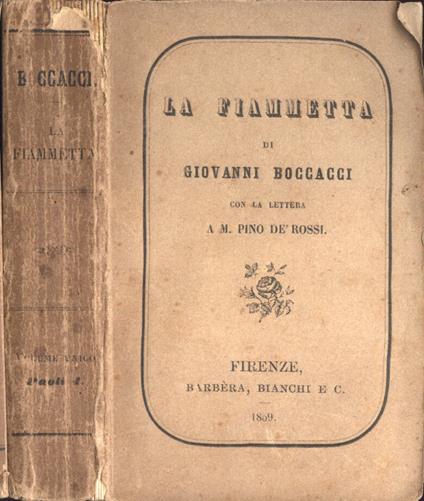 B CCACCI.
LA
FIAMMETTA
VOLUME UNICO
Paoli 4.
LA FIAMMETTA
DI
GIOVANNI BOCCACCI
CON LA LETTERA
A M. PINO DE' ROSSI.
FIRENZE,
BARBÈRA, BIANCHI E C.
1859.